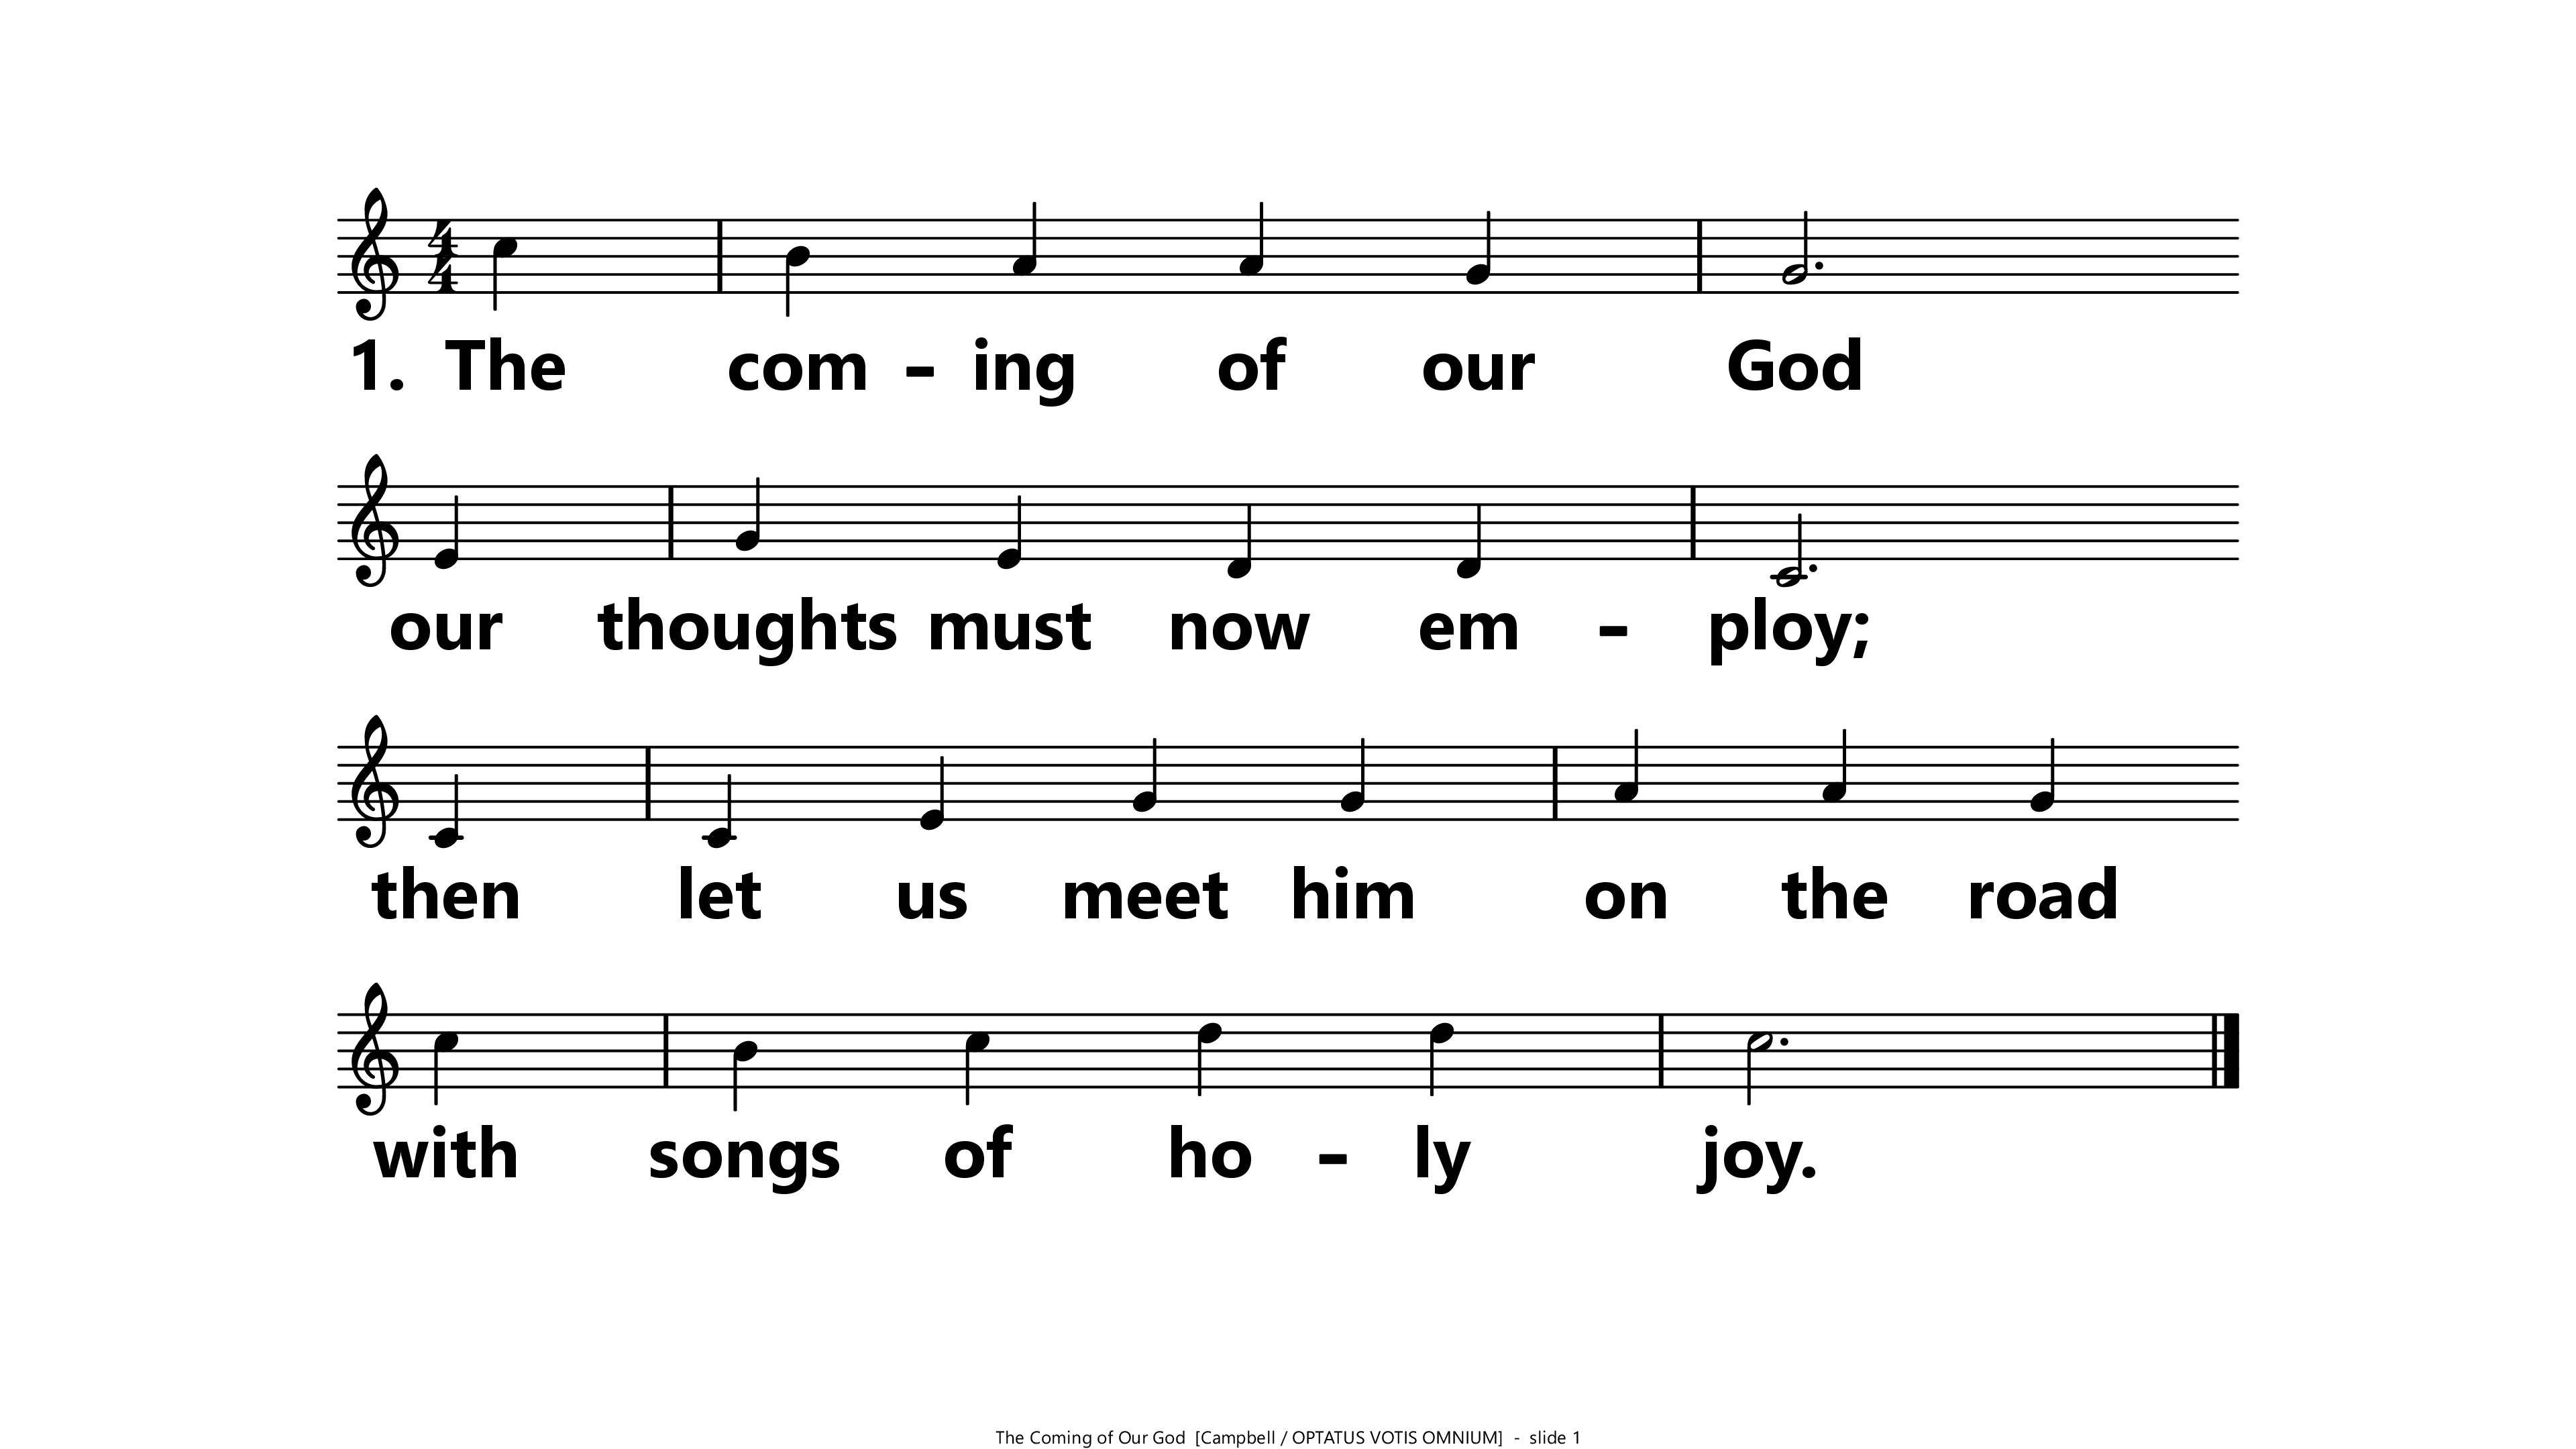 1. The com - ing of our God
our thoughts must now em - ploy;
then let us meet him on the road
with songs of ho - ly joy.
The Coming of Our God [Campbell / OPTATUS VOTIS OMNIUM] - slide 1